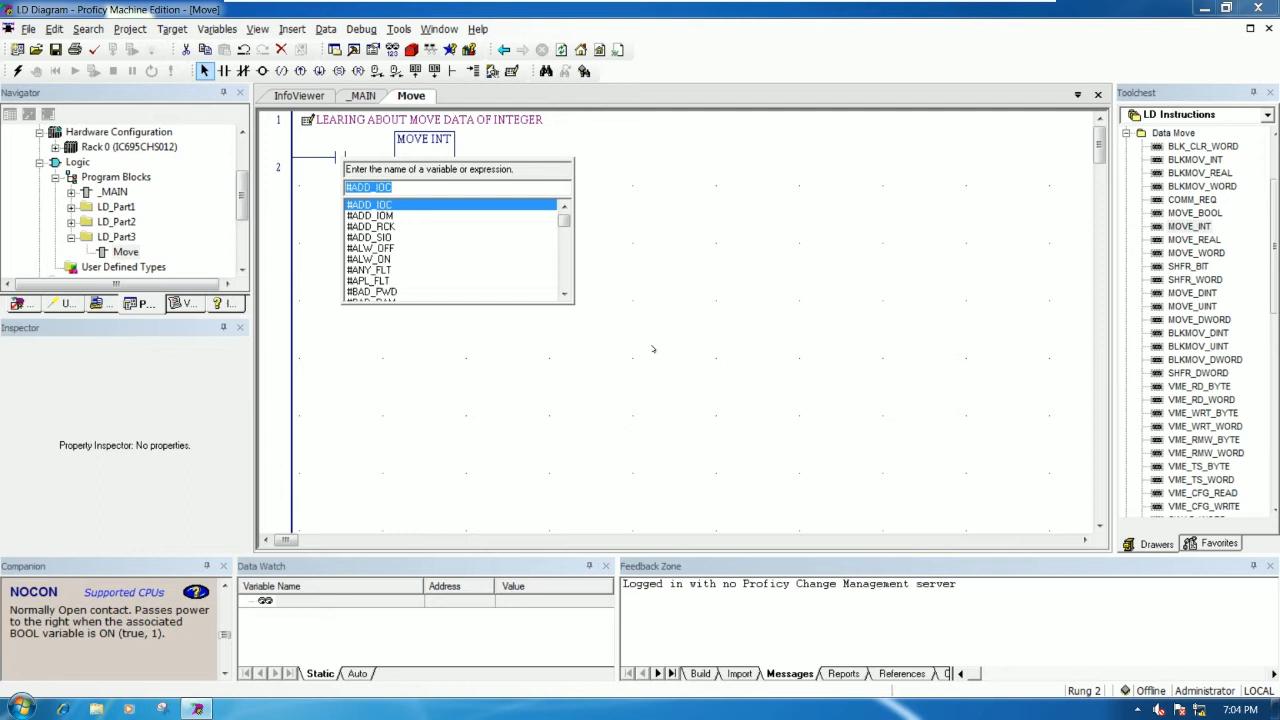 LD Diagram - Proficy Machine Edition - [Move]
File Edit Search Project Target Variables View Insert Data Debug Tools Window Help
Navigator
Hardware Configuration
Rack 0 (IC695CHS012)
Logic
Program Blocks
_MAIN
LD_Part1
LD_Part2
LD_Part3
Move
User Defined Types
U...
P...
V...
I...
Inspector
Property Inspector: No properties.
InfoViewer _MAIN Move
1 LEARING ABOUT MOVE DATA OF INTEGER
MOVE INT
2
Enter the name of a variable or expression.
#ADD_IOC
#ADD_IOC
#ADD_IOM
#ADD_RCK
#ADD_SIO
#ALW_OFF
#ALW_ON
#ANY_FLT
#APL_FLT
#BAD_PWD
#BAD_RAM
Toolchest
LD Instructions
Data Move
BLK_CLR_WORD
BLKMOV_INT
BLKMOV_REAL
BLKMOV_WORD
COMM_REQ
MOVE_BOOL
MOVE_INT
MOVE_REAL
MOVE_WORD
SHFR_BIT
SHFR_WORD
MOVE_DINT
MOVE_UINT
MOVE_DWORD
BLKMOV_DINT
BLKMOV_UINT
BLKMOV_DWORD
SHFR_DWORD
VME_RD_BYTE
VME_RD_WORD
VME_WRT_BYTE
VME_WRT_WORD
VME_RMW_BYTE
VME_RMW_WORD
VME_TS_BYTE
VME_TS_WORD
VME_CFG_READ
VME_CFG_WRITE
Drawers Favorites
Companion
NOCON Supported CPUs
Normally Open contact. Passes power
to the right when the associated
BOOL variable is ON (true, 1).
Data Watch
Variable Name Address Value
Static Auto
Feedback Zone
Logged in with no Proficy Change Management server
Build Import Messages Reports References
Rung 2 Offline Administrator LOCAL
7:04 PM